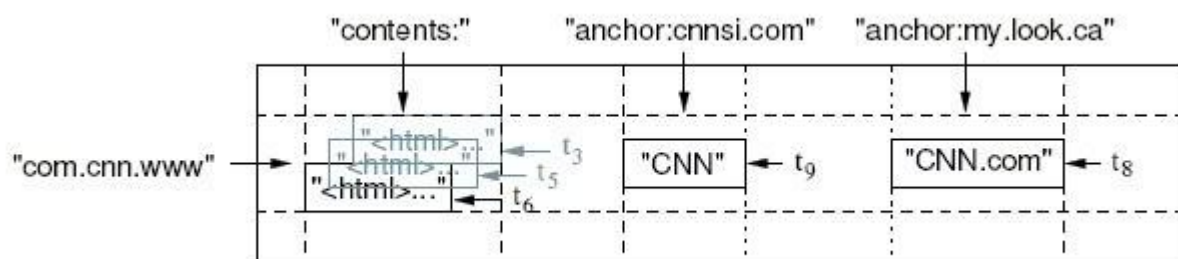 "contents:" "anchor:cnnsi.com" "anchor:my.look.ca"
"<html>..." t3
"com.cnn.www" "<html>..." t5 "CNN" t9 "CNN.com" t8
"<html>..." t6